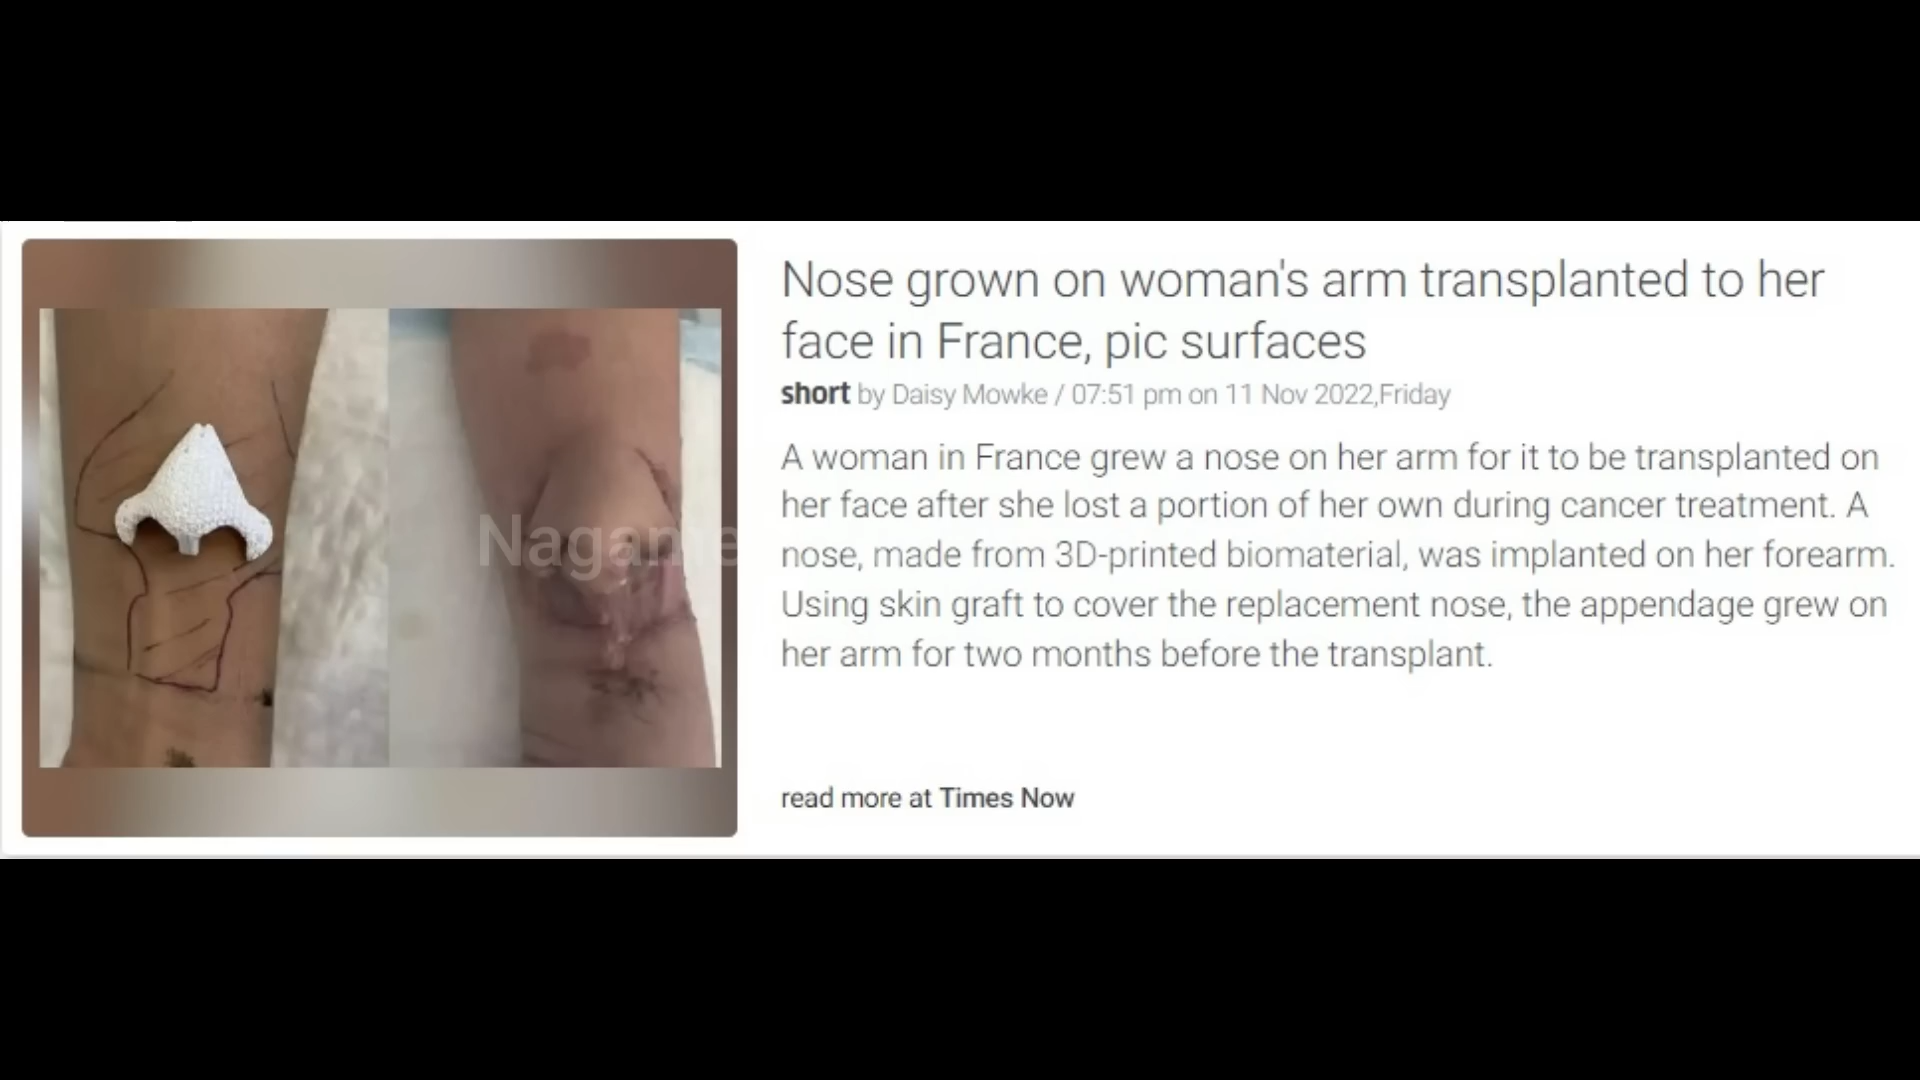 Nose grown on woman's arm transplanted to her
face in France, pic surfaces
short by Daisy Mowke / 07:51 pm on 11 Nov 2022,Friday
A woman in France grew a nose on her arm for it to be transplanted on
her face after she lost a portion of her own during cancer treatment. A
nose, made from 3D-printed biomaterial, was implanted on her forearm.
Using skin graft to cover the replacement nose, the appendage grew on
her arm for two months before the transplant.
read more at Times Now